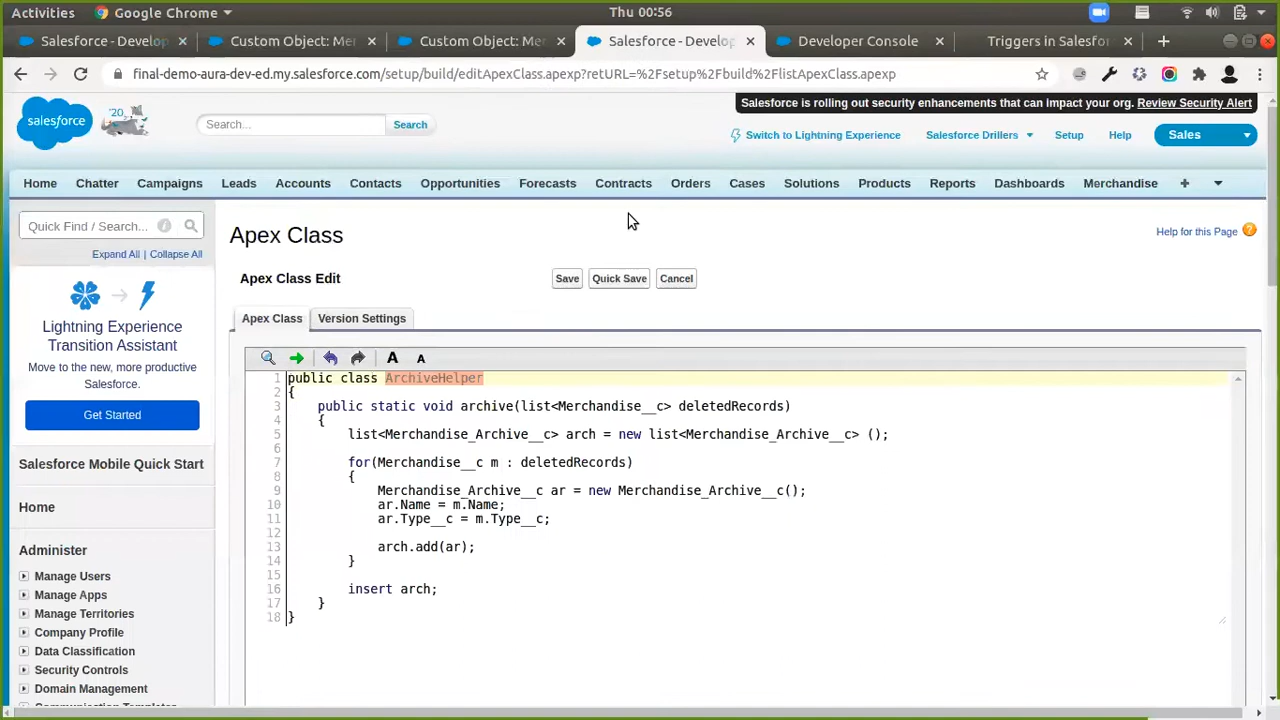 Activities
Google Chrome
Thu 00:56
Salesforce - Develop
Custom Object: Mer
Custom Object: Mer
Salesforce - Develop
Developer Console
Triggers in Salesfor
final-demo-aura-dev-ed.my.salesforce.com/setup/build/editApexClass.apexp?retURL=%2Fsetup%2Fbuild%2FlistApexClass.apexp
Salesforce is rolling out security enhancements that can impact your org. Review Security Alert
salesforce
'20
Search...
Search
Switch to Lightning Experience
Salesforce Drillers
Setup
Help
Sales
Home Chatter Campaigns Leads Accounts Contacts Opportunities Forecasts Contracts Orders Cases Solutions Products Reports Dashboards Merchandise +
Quick Find / Search...
Expand All | Collapse All
Lightning Experience
Transition Assistant
Move to the new, more productive
Salesforce.
Get Started
Salesforce Mobile Quick Start
Home
Administer
Manage Users
Manage Apps
Manage Territories
Company Profile
Data Classification
Security Controls
Domain Management
Communication Templates
Apex Class
Help for this Page
Apex Class Edit
Save
Quick Save
Cancel
Apex Class
Version Settings
A A
1 public class ArchiveHelper
2 {
3 public static void archive(list<Merchandise__c> deletedRecords)
4 {
5 list<Merchandise_Archive__c> arch = new list<Merchandise_Archive__c> ();
6
7 for(Merchandise__c m : deletedRecords)
8 {
9 Merchandise_Archive__c ar = new Merchandise_Archive__c();
10 ar.Name = m.Name;
11 ar.Type__c = m.Type__c;
12
13 arch.add(ar);
14 }
15
16 insert arch;
17 }
18 }